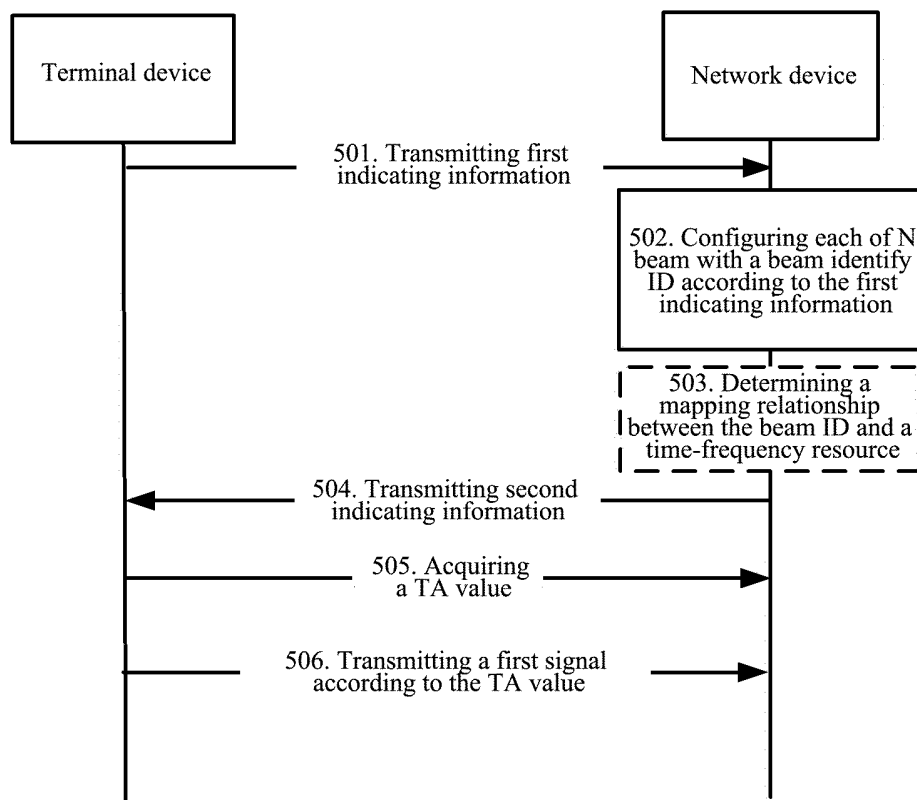 Terminal device
Network device
501. Transmitting first
indicating information
502. Configuring each of N
beam with a beam identify
ID according to the first
indicating information
503. Determining a
mapping relationship
between the beam ID and a
time-frequency resource
504. Transmitting second
indicating information
505. Acquiring
a TA value
506. Transmitting a first signal
according to the TA value